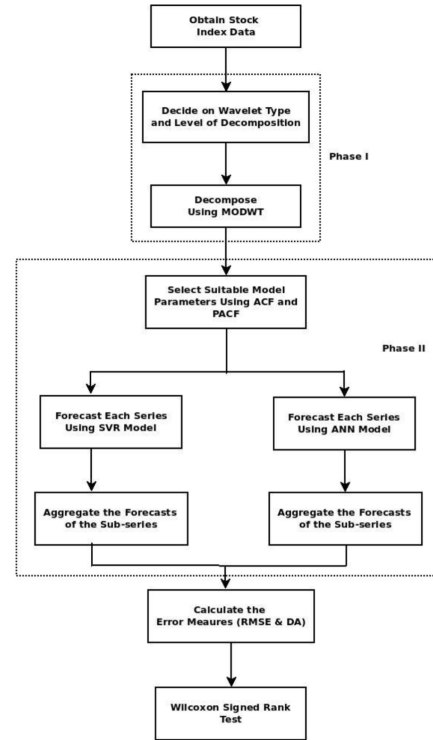 Obtain Stock
Index Data
Decide on Wavelet Type
and Level of Decomposition
Phase I
Decompose
Using MODWT
Select Suitable Model
Parameters Using ACF and
PACF
Phase II
Forecast Each Series
Using SVR Model
Forecast Each Series
Using ANN Model
Aggregate the Forecasts
of the Sub-series
Aggregate the Forecasts
of the Sub-series
Calculate the
Error Meaures (RMSE & DA)
Wilcoxon Signed Rank
Test